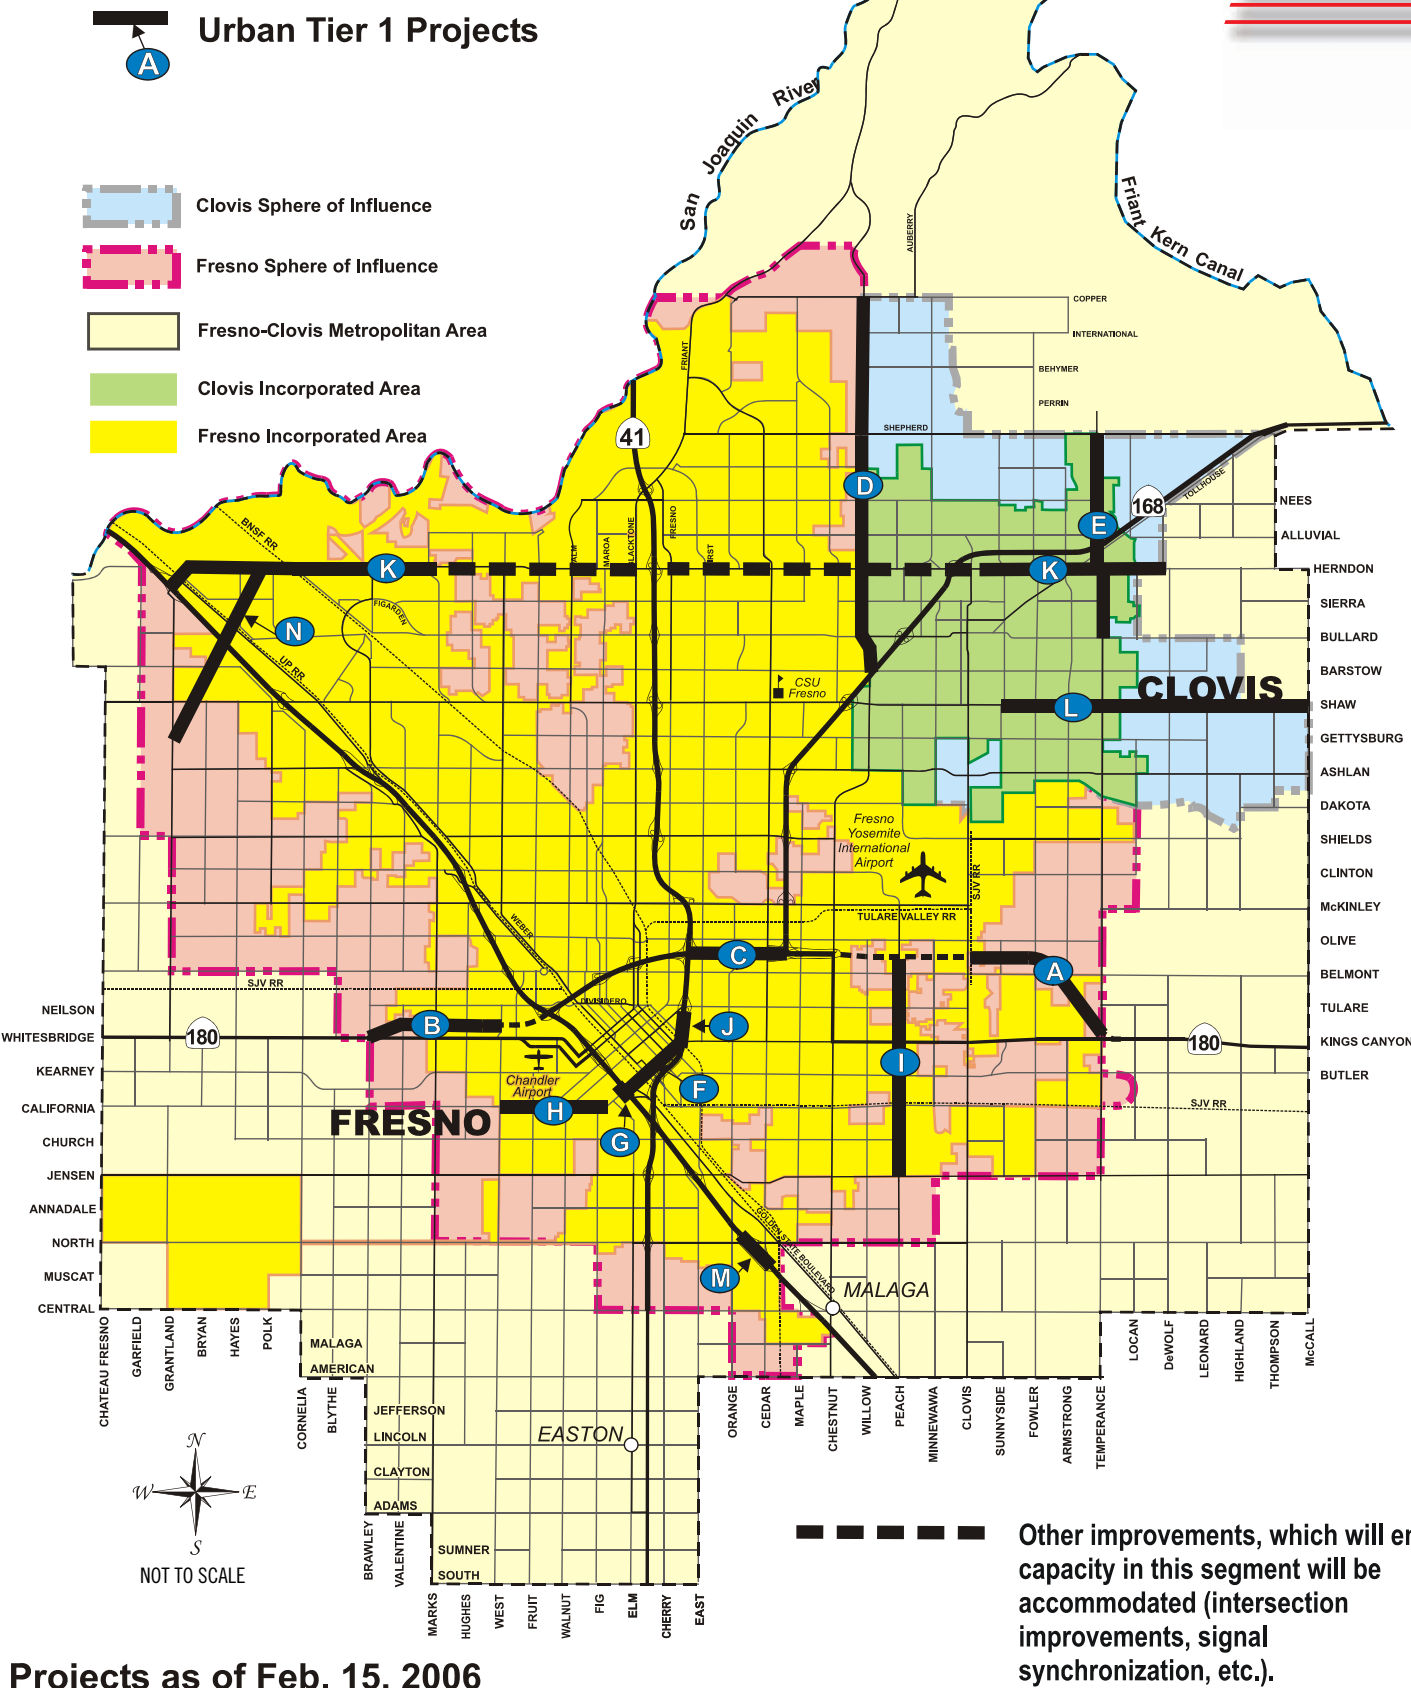 Urban Tier 1 Projects
A
Clovis Sphere of Influence
Fresno Sphere of Influence
Fresno-Clovis Metropolitan Area
Clovis Incorporated Area
Fresno Incorporated Area
San Joaquin River
Friant Kern Canal
AUBERRY
COPPER
INTERNATIONAL
BEHYMER
PERRIN
SHEPHERD
FRIANT
41
D
E
168
TOLLHOUSE
NEES
ALLUVIAL
HERNDON
SIERRA
BULLARD
BARSTOW
SHAW
GETTYSBURG
ASHLAN
DAKOTA
SHIELDS
CLINTON
McKINLEY
OLIVE
BELMONT
TULARE
KINGS CANYON
BUTLER
BNSF RR
K
K
N
FIGARDEN
UP RR
MAROA
FRESNO
CSU
Fresno
CLOVIS
L
Fresno
Yosemite
International
Airport
SJV RR
TULARE VALLEY RR
WEBER
C
A
SJV RR
DIVISIDERO
B
J
180
180
I
Chandler
Airport
F
H
FRESNO
G
SJV RR
NEILSON
WHITESBRIDGE
KEARNEY
CALIFORNIA
CHURCH
JENSEN
ANNADALE
NORTH
MUSCAT
CENTRAL
GOLDEN STATE BOULEVARD
M
MALAGA
CHATEAU FRESNO
GARFIELD
GRANTLAND
BRYAN
HAYES
POLK
MALAGA
AMERICAN
LOCAN
DeWOLF
LEONARD
HIGHLAND
THOMPSON
McCALL
CORNELIA
BLYTHE
JEFFERSON
LINCOLN
CLAYTON
ADAMS
EASTON
ORANGE
CEDAR
MAPLE
CHESTNUT
WILLOW
PEACH
MINNEWAWA
CLOVIS
SUNNYSIDE
FOWLER
ARMSTRONG
TEMPERANCE
BRAWLEY
VALENTINE
SUMNER
SOUTH
MARKS
HUGHES
WEST
FRUIT
WALNUT
FIG
ELM
CHERRY
EAST
N
W
E
S
NOT TO SCALE
Other improvements, which will
capacity in this segment will be
accommodated (intersection
improvements, signal
synchronization, etc.).
Projects as of Feb. 15, 2006